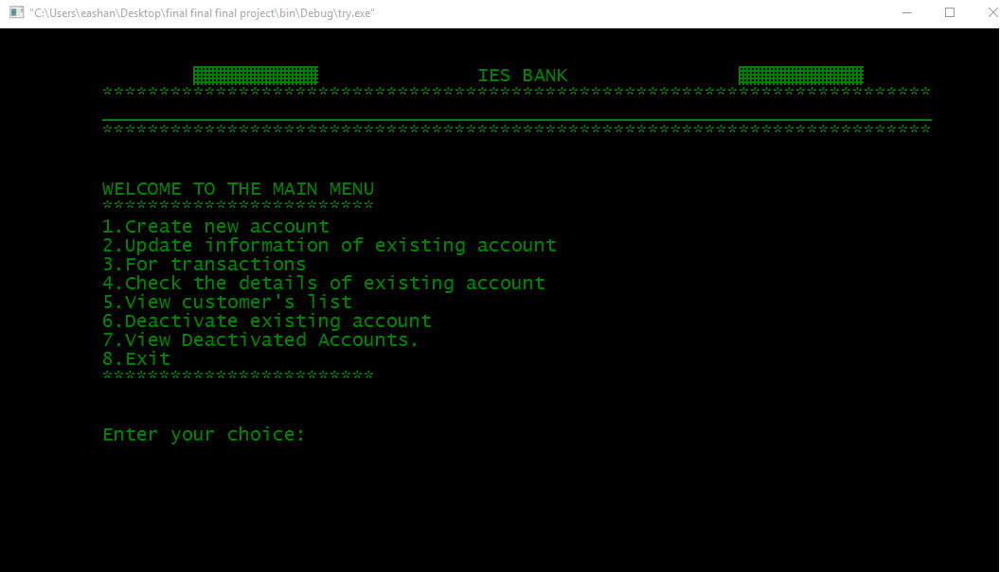 "C:\Users\eashan\Desktop\final final final project\bin\Debug\try.exe"
▓▓▓▓▓▓▓▓▓▓▓ IES BANK ▓▓▓▓▓▓▓▓▓▓▓
*************************************************************************
*************************************************************************
WELCOME TO THE MAIN MENU
************************
1.Create new account
2.Update information of existing account
3.For transactions
4.Check the details of existing account
5.View customer's list
6.Deactivate existing account
7.View Deactivated Accounts.
8.Exit
************************
Enter your choice: